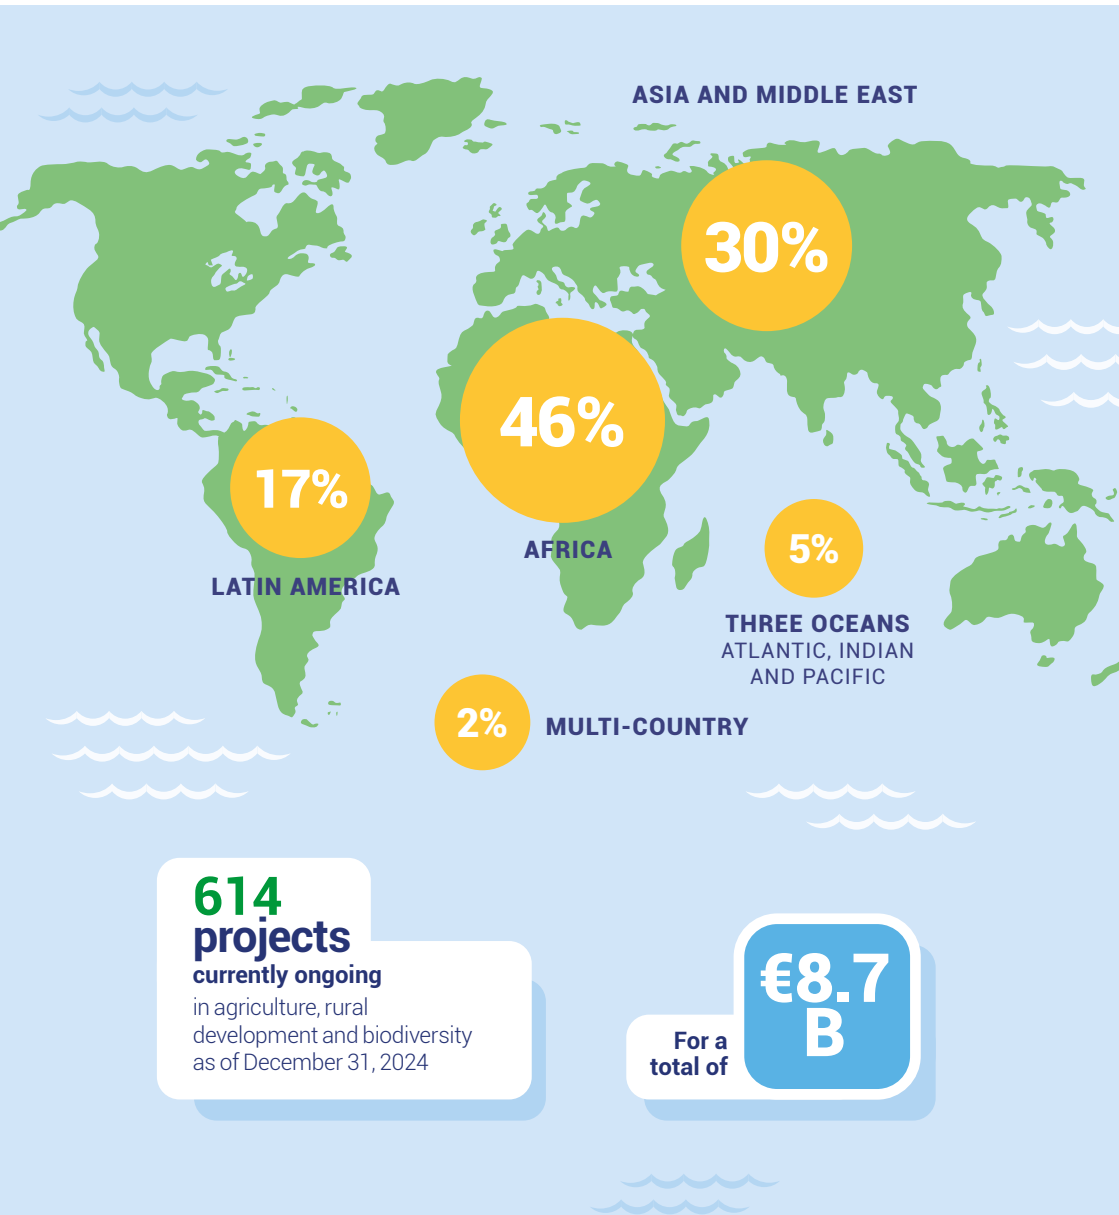 ASIA AND MIDDLE EAST
30%
46%
AFRICA
17%
LATIN AMERICA
5%
THREE OCEANS
ATLANTIC, INDIAN
AND PACIFIC
2%
MULTI-COUNTRY
614
projects
currently ongoing
in agriculture, rural
development and biodiversity
as of December 31, 2024
For a
total of
€8.7
B